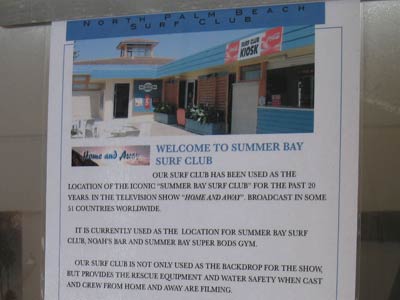 NORTH PALM BEACH
SURF CLUB
SURF CLUB
KIOSK
Home and Away
WELCOME TO SUMMER BAY
SURF CLUB
OUR SURF CLUB HAS BEEN USED AS THE
LOCATION OF THE ICONIC "SUMMER BAY SURF CLUB" FOR THE PAST 20
YEARS. IN THE TELEVISION SHOW "HOME AND AWAY". BROADCAST IN SOME
51 COUNTRIES WORLDWIDE.
IT IS CURRENTLY USED AS THE LOCATION FOR SUMMER BAY SURF
CLUB, NOAH'S BAR AND SUMMER BAY SUPER BODS GYM.
OUR SURF CLUB IS NOT ONLY USED AS THE BACKDROP FOR THE SHOW,
BUT PROVIDES THE RESCUE EQUIPMENT AND WATER SAFETY WHEN CAST
AND CREW FROM HOME AND AWAY ARE FILMING.